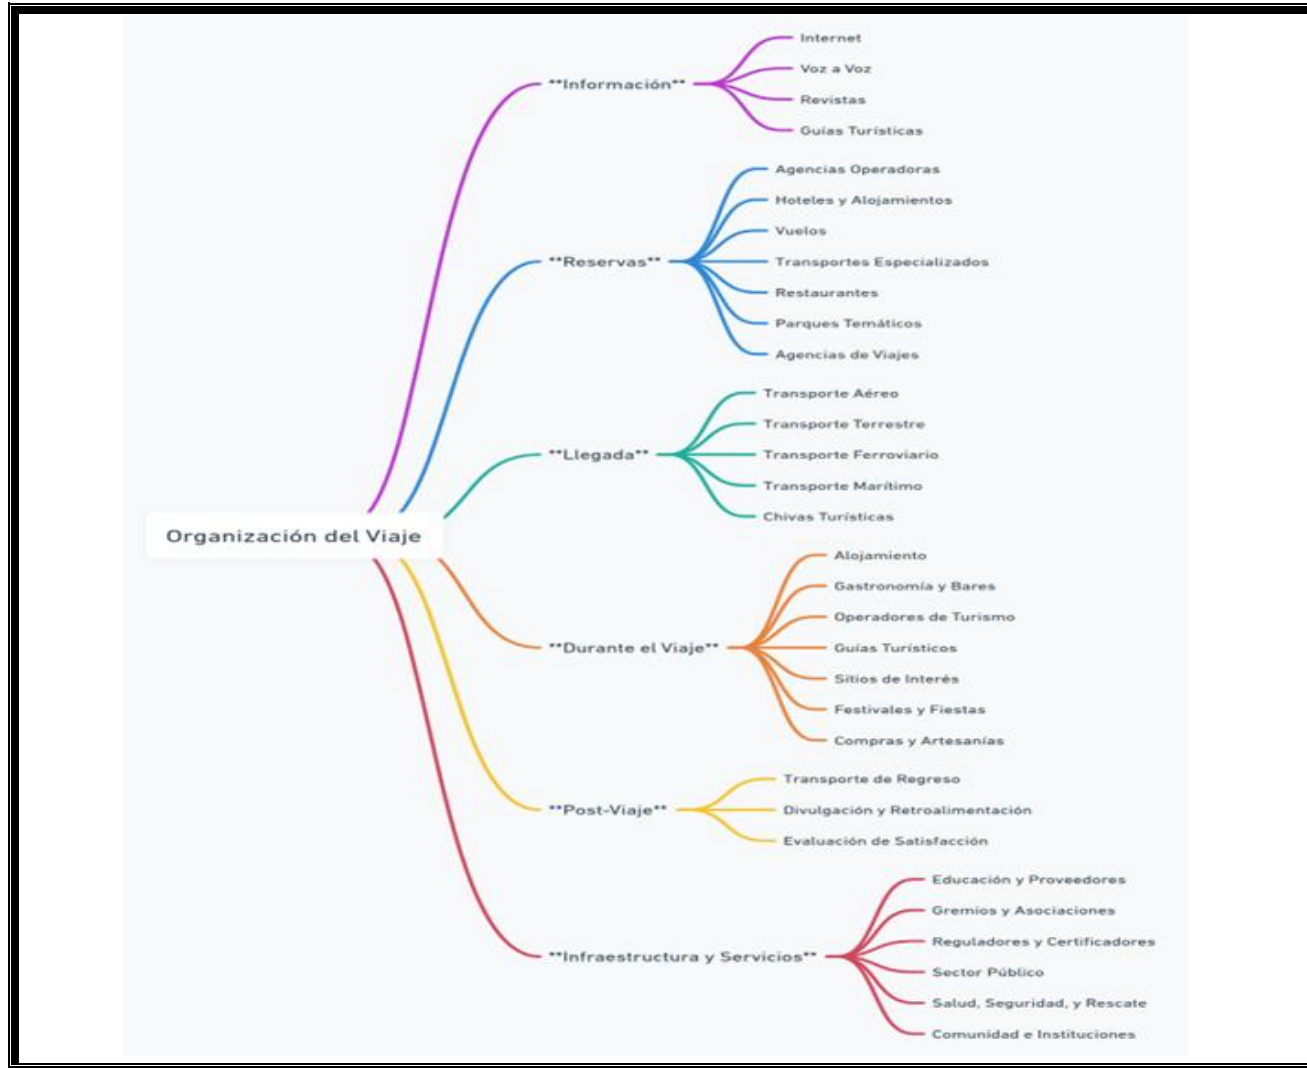 Organización del Viaje
**Información**
Internet
Voz a Voz
Revistas
Guías Turísticas
**Reservas**
Agencias Operadoras
Hoteles y Alojamientos
Vuelos
Transportes Especializados
Restaurantes
Parques Temáticos
Agencias de Viajes
**Llegada**
Transporte Aéreo
Transporte Terrestre
Transporte Ferroviario
Transporte Marítimo
Chivas Turísticas
**Durante el Viaje**
Alojamiento
Gastronomía y Bares
Operadores de Turismo
Guías Turísticos
Sitios de Interés
Festivales y Fiestas
Compras y Artesanías
**Post-Viaje**
Transporte de Regreso
Divulgación y Retroalimentación
Evaluación de Satisfacción
**Infraestructura y Servicios**
Educación y Proveedores
Gremios y Asociaciones
Reguladores y Certificadores
Sector Público
Salud, Seguridad, y Rescate
Comunidad e Instituciones